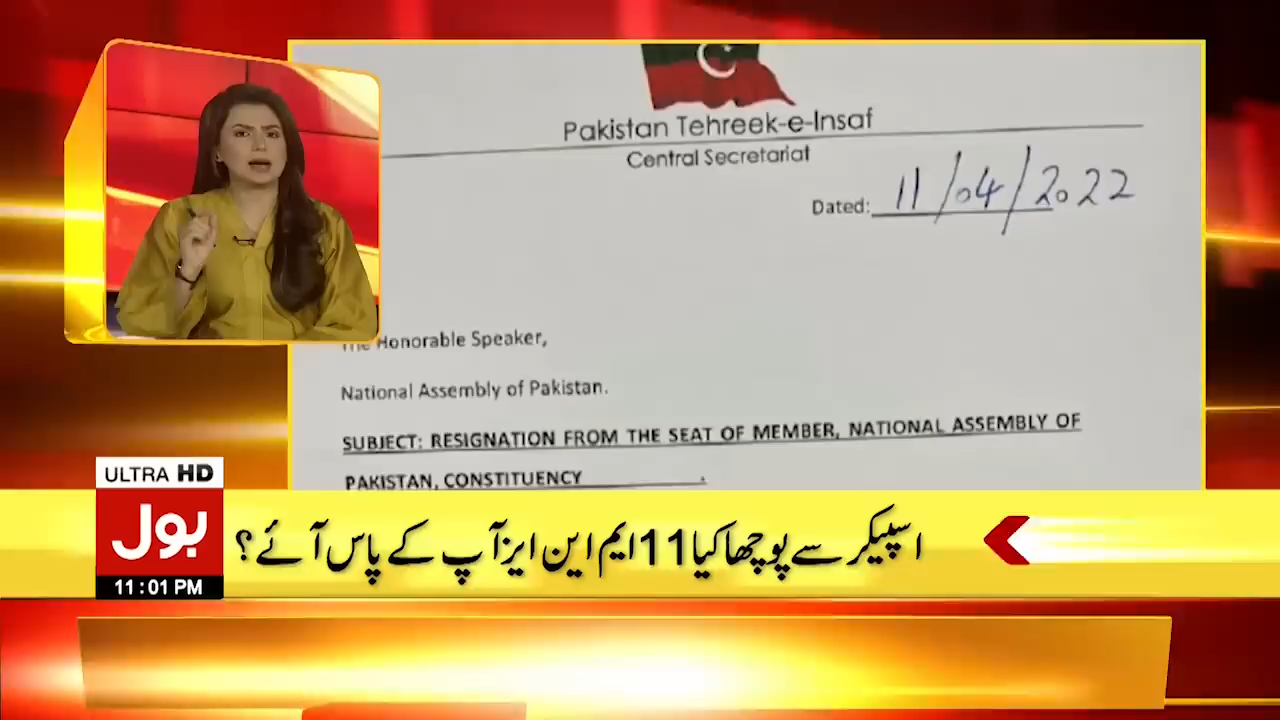 Pakistan Tehreek-e-Insaf
Central Secretariat
Dated: 11/04/2022
The Honorable Speaker,
National Assembly of Pakistan.
SUBJECT: RESIGNATION FROM THE SEAT OF MEMBER, NATIONAL ASSEMBLY OF
PAKISTAN, CONSTITUENCY ________.
ULTRA HD
بول
11:01 PM
اسپیکر سے پوچھا کیا 11 ایم این ایز آپ کے پاس آئے؟